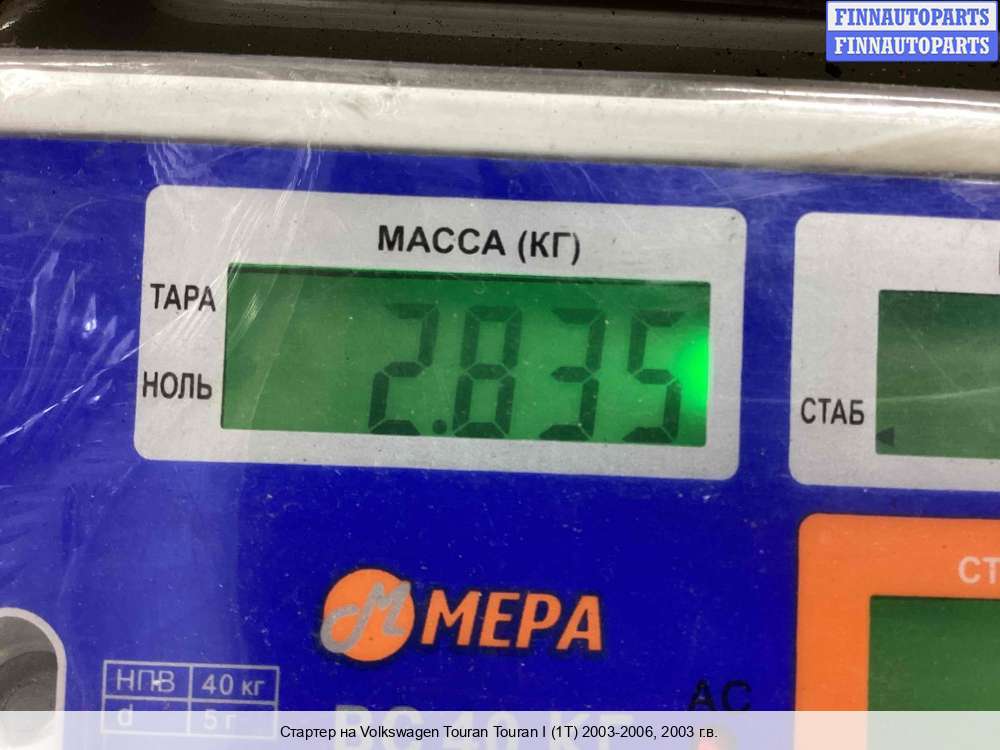 FINNAUTOPARTS
FINNAUTOPARTS
МАССА (КГ)
ТАРА
2.835
НОЛЬ
СТАБ
МЕРА
СТ
НПВ 40 кг
d 5 г
АС
Стартер на Volkswagen Touran Touran I (1T) 2003-2006, 2003 г.в.